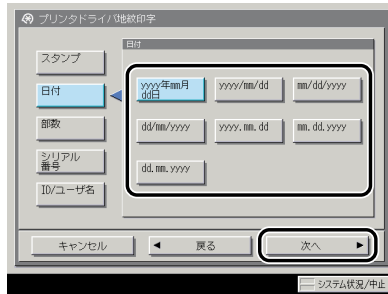 プリンタドライバ地紋印字
日付
スタンプ
日付
部数
シリアル
番号
ID/ユーザ名
yyyy年mm月
dd日
yyyy/mm/dd
mm/dd/yyyy
dd/mm/yyyy
yyyy.mm.dd
mm.dd.yyyy
dd.mm.yyyy
キャンセル
戻る
次へ
システム状況/中止